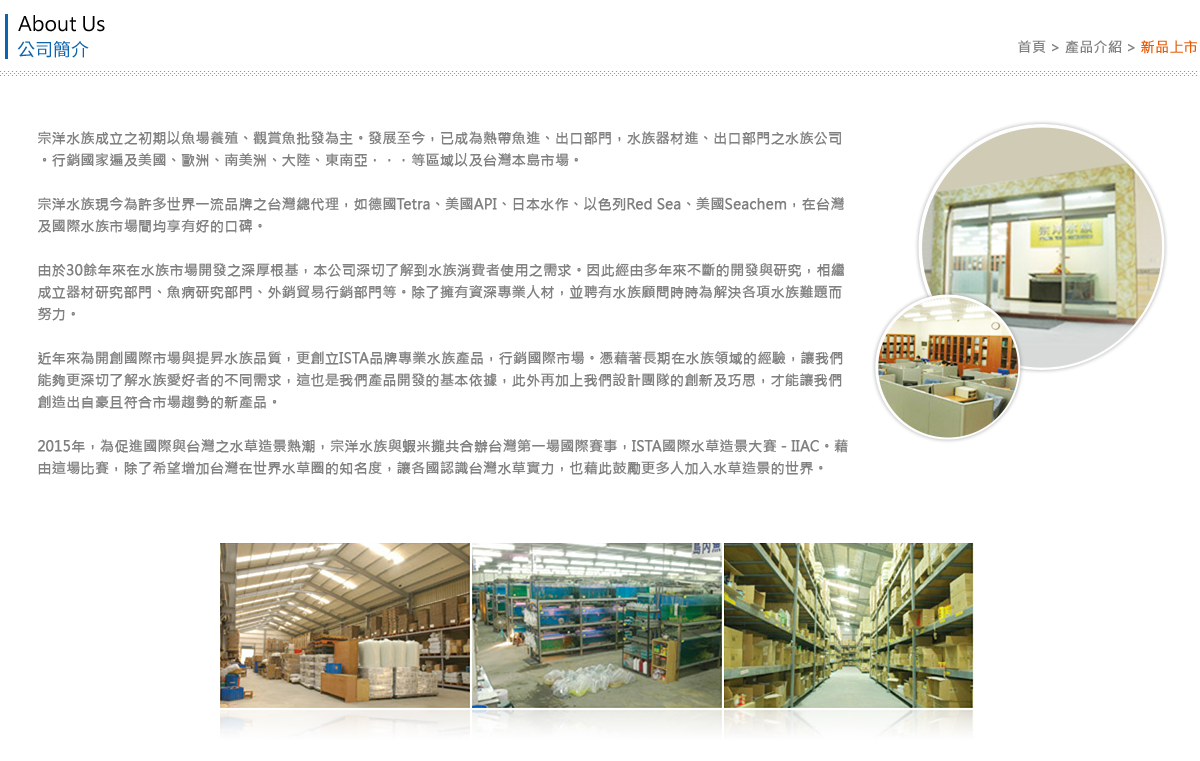 About Us
公司簡介
首頁 > 產品介紹 > 新品上市
宗洋水族成立之初期以魚場養殖、觀賞魚批發為主。發展至今，已成為熱帶魚進、出口部門，水族器材進、出口部門之水族公司
。行銷國家遍及美國、歐洲、南美洲、大陸、東南亞．．．等區域以及台灣本島市場。
宗洋水族現今為許多世界一流品牌之台灣總代理，如德國Tetra、美國API、日本水作、以色列Red Sea、美國Seachem，在台灣
及國際水族市場間均享有好的口碑。
由於30餘年來在水族市場開發之深厚根基，本公司深切了解到水族消費者使用之需求。因此經由多年來不斷的開發與研究，相繼
成立器材研究部門、魚病研究部門、外銷貿易行銷部門等。除了擁有資深專業人材，並聘有水族顧問時時為解決各項水族難題而
努力。
近年來為開創國際市場與提昇水族品質，更創立ISTA品牌專業水族產品，行銷國際市場。憑藉著長期在水族領域的經驗，讓我們
能夠更深切了解水族愛好者的不同需求，這也是我們產品開發的基本依據，此外再加上我們設計團隊的創新及巧思，才能讓我們
創造出自豪且符合市場趨勢的新產品。
2015年，為促進國際與台灣之水草造景熱潮，宗洋水族與蝦米攏共合辦台灣第一場國際賽事，ISTA國際水草造景大賽 - IIAC。藉
由這場比賽，除了希望增加台灣在世界水草圈的知名度，讓各國認識台灣水草實力，也藉此鼓勵更多人加入水草造景的世界。
宗洋水族
島內魚